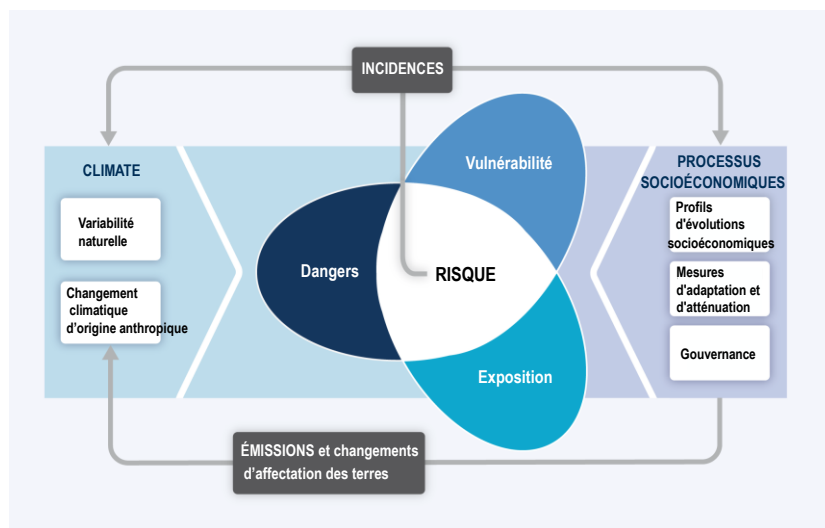 INCIDENCES
CLIMATE
Variabilité
naturelle
Changement
climatique
d'origine anthropique
Vulnérabilité
Dangers
RISQUE
Exposition
PROCESSUS
SOCIOÉCONOMIQUES
Profils
d'évolutions
socioéconomiques
Mesures
d'adaptation et
d'atténuation
Gouvernance
ÉMISSIONS et changements
d'affectation des terres